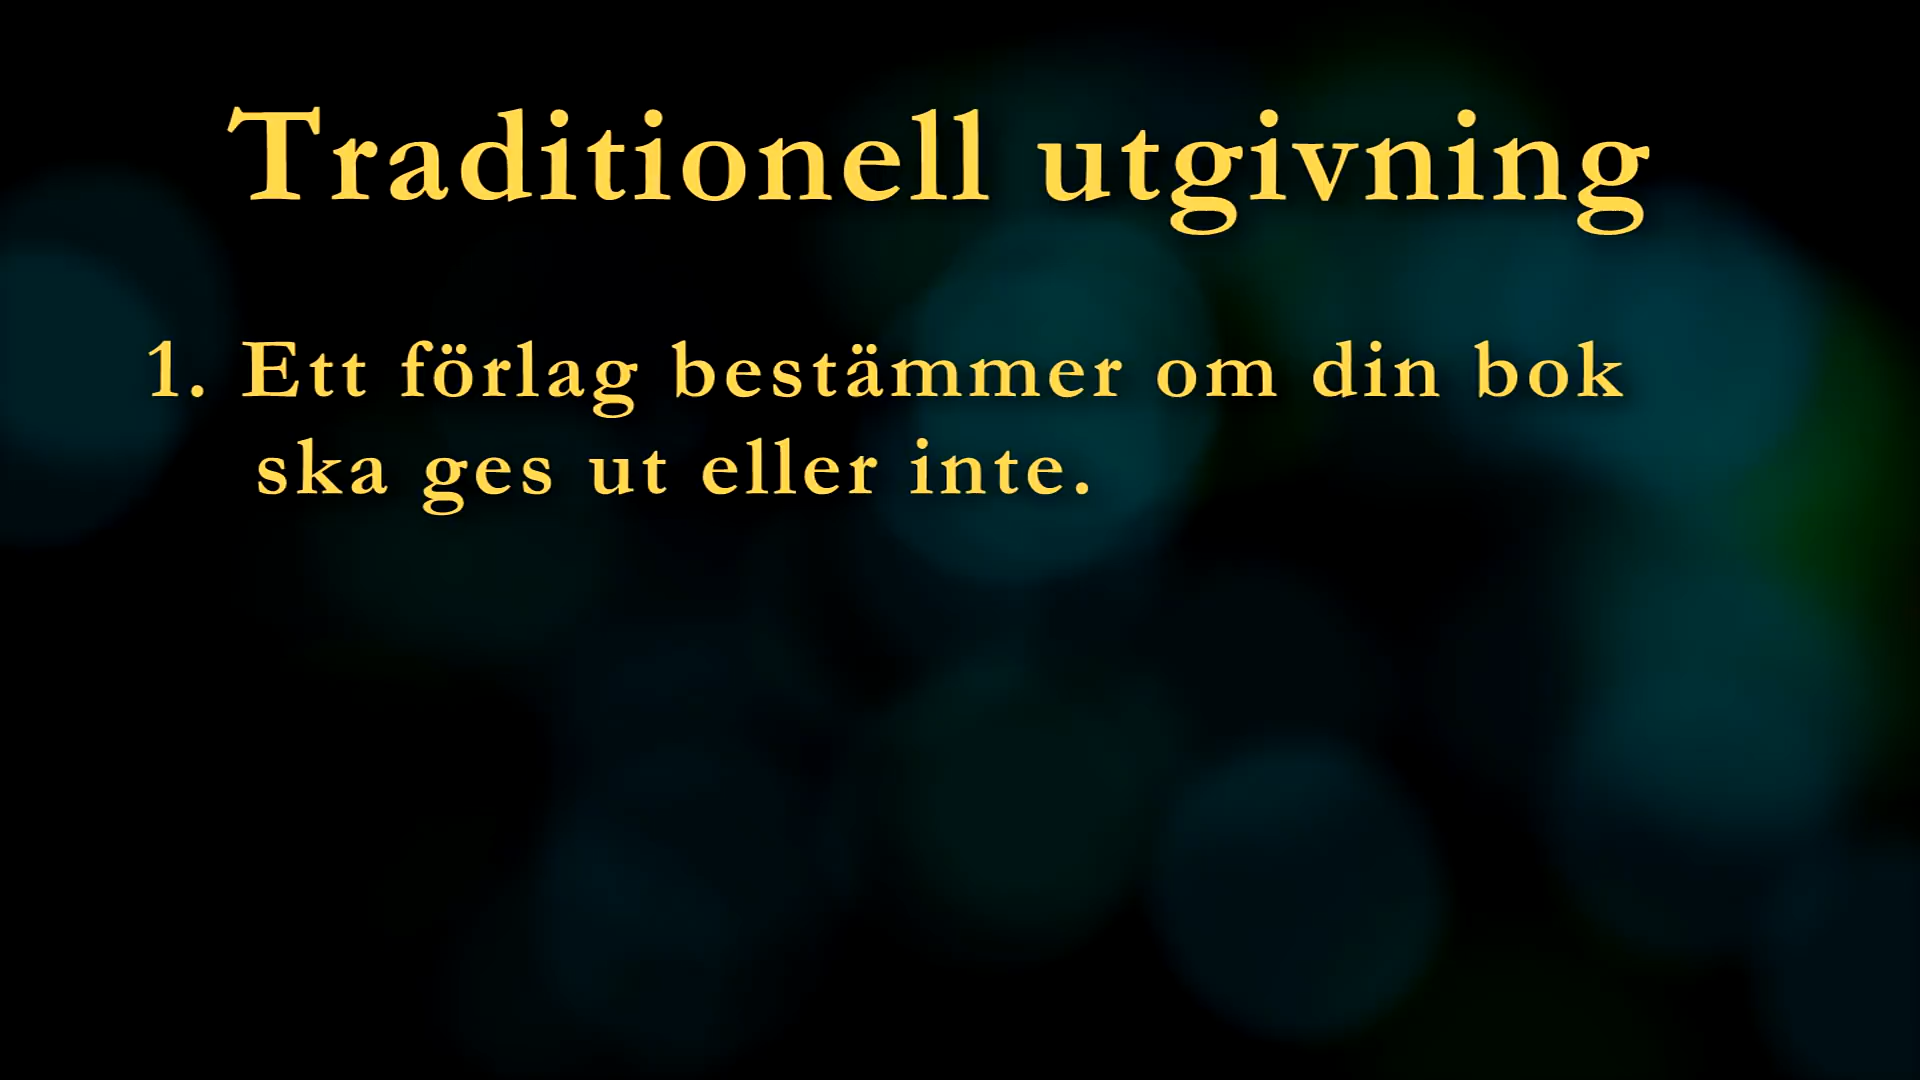 Traditionell utgivning
1. Ett förlag bestämmer om din bok
ska ges ut eller inte.